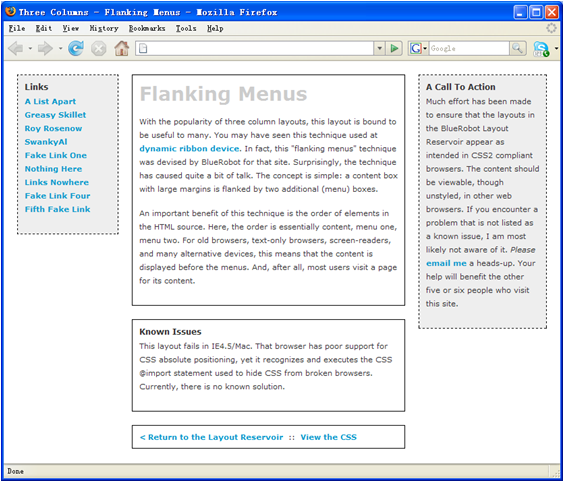 Three Columns - Flanking Menus - Mozilla Firefox
File Edit View History Bookmarks Tools Help
G Google
Links
A List Apart
Greasy Skillet
Roy Rosenow
SwankyAl
Fake Link One
Nothing Here
Links Nowhere
Fake Link Four
Fifth Fake Link
Flanking Menus
With the popularity of three column layouts, this layout is bound to
be useful to many. You may have seen this technique used at
dynamic ribbon device. In fact, this "flanking menus" technique
was devised by BlueRobot for that site. Surprisingly, the technique
has caused quite a bit of talk. The concept is simple: a content box
with large margins is flanked by two additional (menu) boxes.
An important benefit of this technique is the order of elements in
the HTML source. Here, the order is essentially content, menu one,
menu two. For old browsers, text-only browsers, screen-readers,
and many alternative devices, this means that the content is
displayed before the menus. And, after all, most users visit a page
for its content.
Known Issues
This layout fails in IE4.5/Mac. That browser has poor support for
CSS absolute positioning, yet it recognizes and executes the CSS
@import statement used to hide CSS from broken browsers.
Currently, there is no known solution.
< Return to the Layout Reservoir :: View the CSS
A Call To Action
Much effort has been made
to ensure that the layouts in
the BlueRobot Layout
Reservoir appear as
intended in CSS2 compliant
browsers. The content should
be viewable, though
unstyled, in other web
browsers. If you encounter a
problem that is not listed as
a known issue, I am most
likely not aware of it. Please
email me a heads-up. Your
help will benefit the other
five or six people who visit
this site.
Done